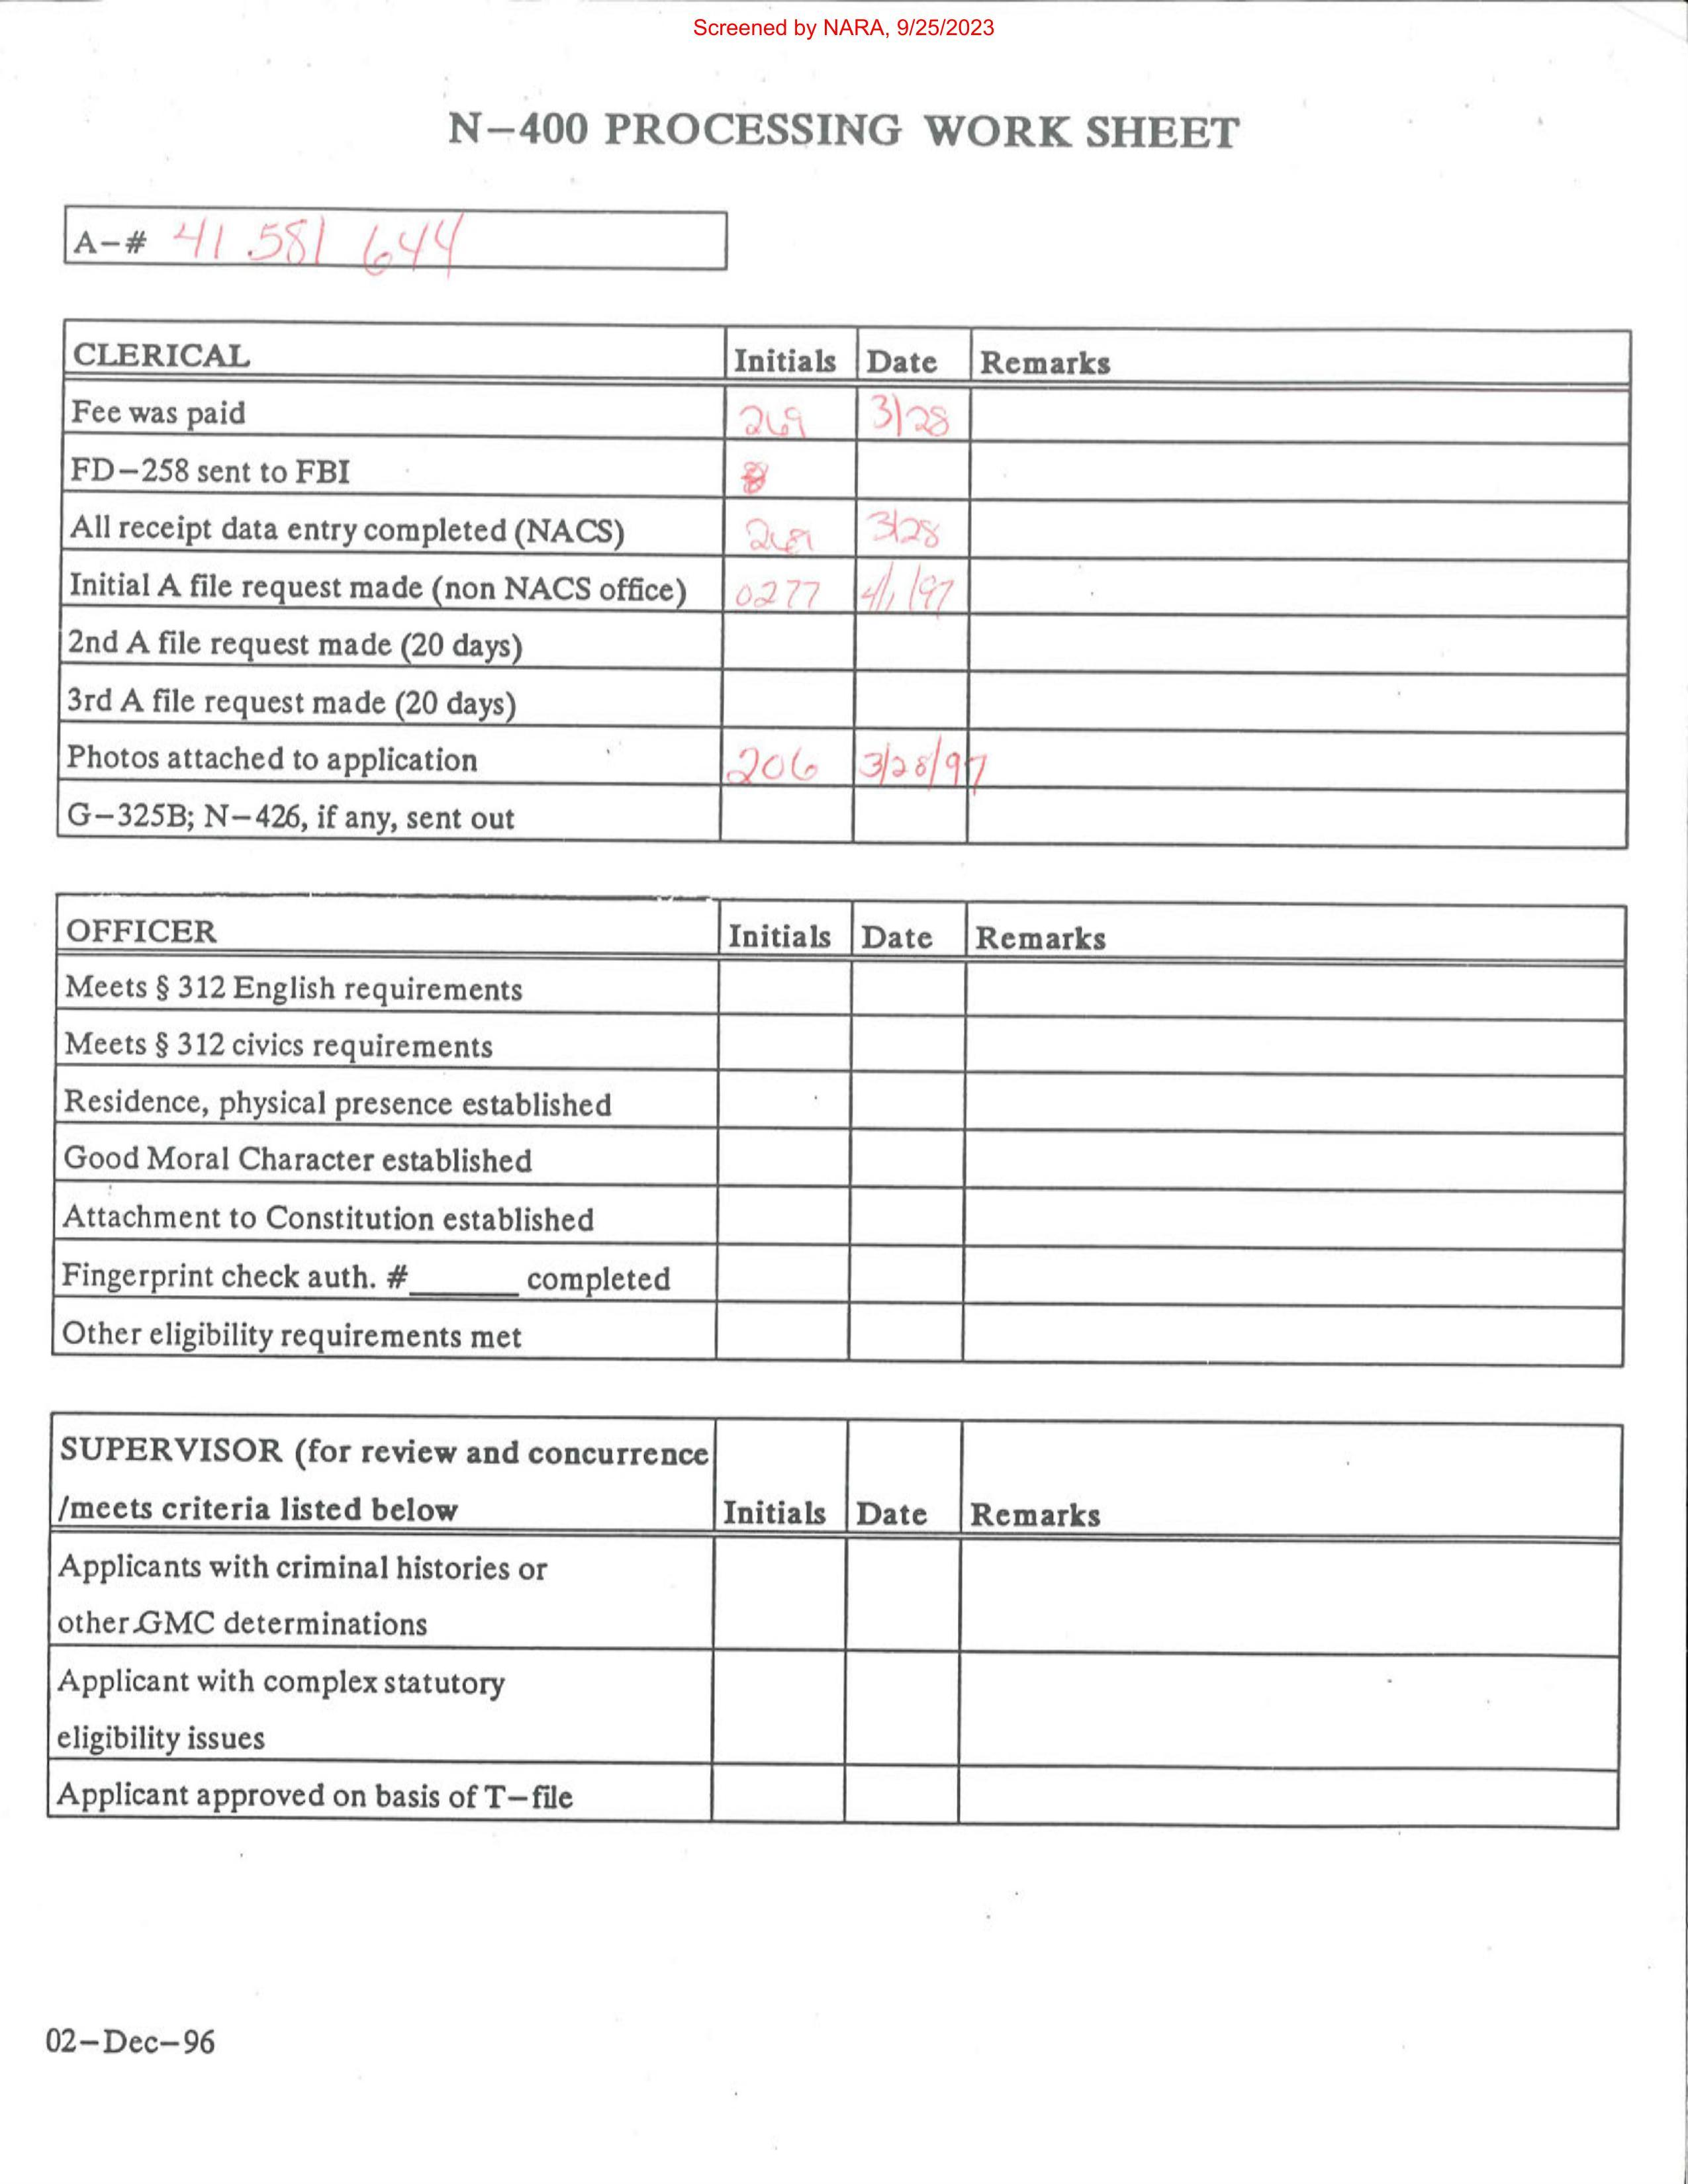 Screened by NARA, 9/25/2023
N-400 PROCESSING WORK SHEET
A-# 41 581 644
CLERICAL Initials Date Remarks
Fee was paid 269 3/28
FD-258 sent to FBI
All receipt data entry completed (NACS) 3/28
Initial A file request made (non NACS office) 0277 4/1/97
2nd A file request made (20 days)
3rd A file request made (20 days)
Photos attached to application 206 3/28/97
G-325B; N-426, if any, sent out
OFFICER Initials Date Remarks
Meets § 312 English requirements
Meets § 312 civics requirements
Residence, physical presence established
Good Moral Character established
Attachment to Constitution established
Fingerprint check auth. #______ completed
Other eligibility requirements met
SUPERVISOR (for review and concurrence
/meets criteria listed below Initials Date Remarks
Applicants with criminal histories or
other GMC determinations
Applicant with complex statutory
eligibility issues
Applicant approved on basis of T-file
02-Dec-96